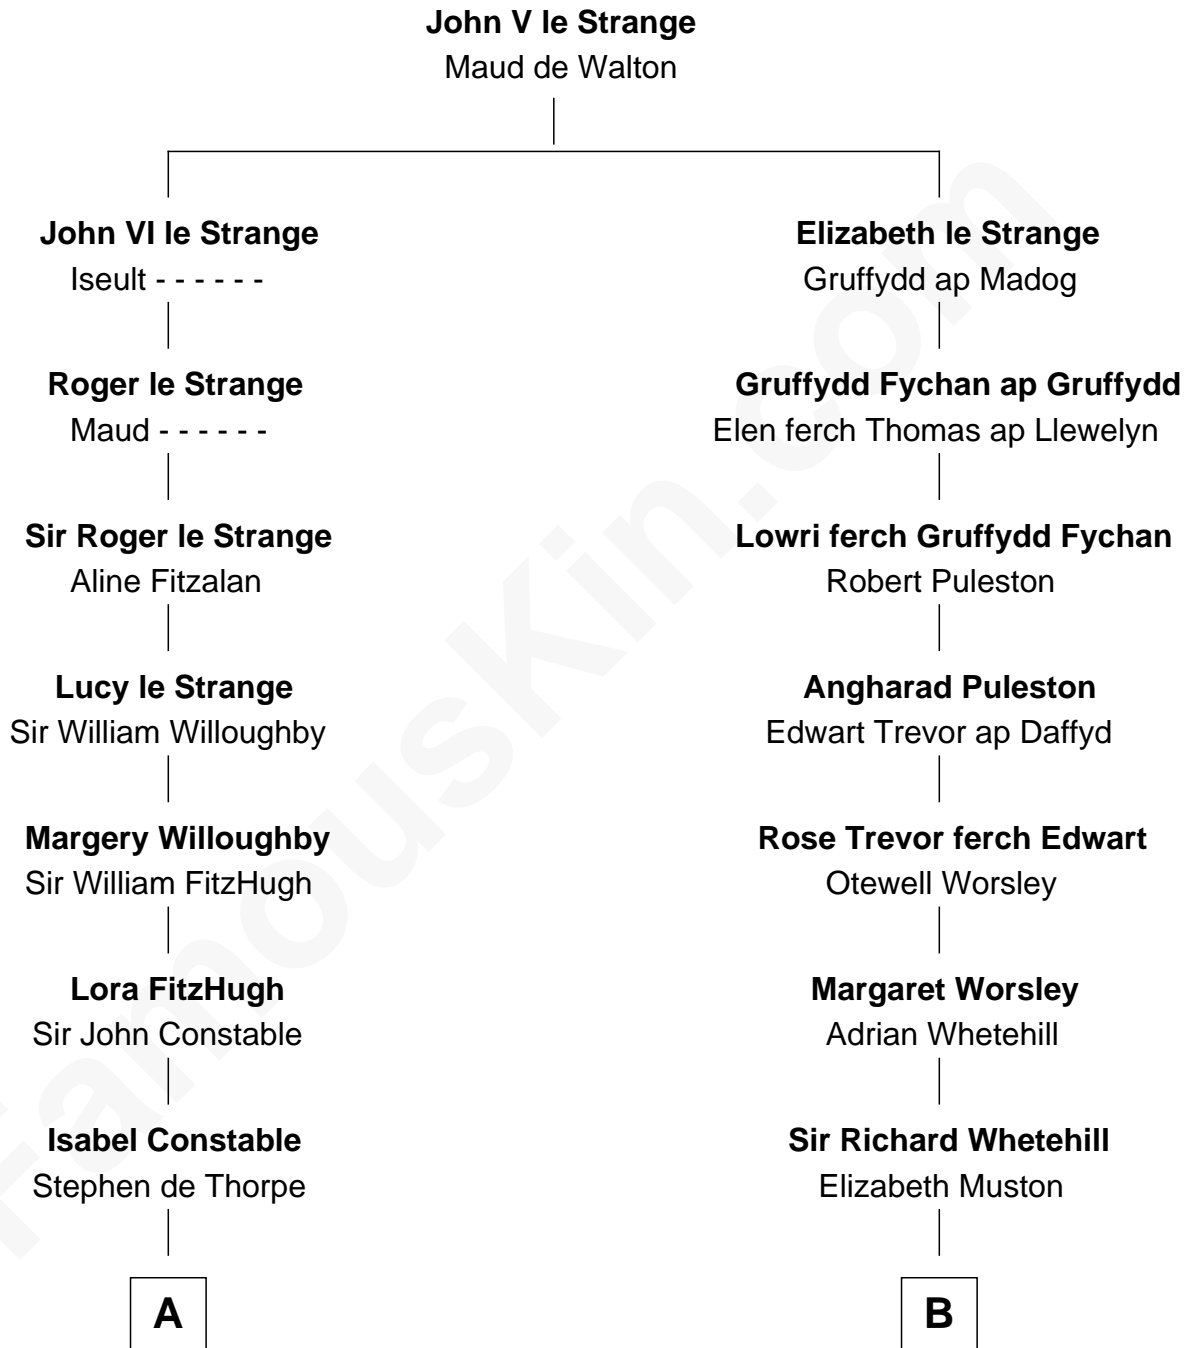 John V le Strange
Maud de Walton
John VI le Strange
Iseult - - - - - -
Elizabeth le Strange
Gruffydd ap Madog
Roger le Strange
Maud - - - - - -
Gruffydd Fychan ap Gruffydd
Elen ferch Thomas ap Llewelyn
Sir Roger le Strange
Aline Fitzalan
Lowri ferch Gruffydd Fychan
Robert Puleston
Lucy le Strange
Sir William Willoughby
Angharad Puleston
Edwart Trevor ap Daffyd
Margery Willoughby
Sir William FitzHugh
Rose Trevor ferch Edwart
Otewell Worsley
Lora FitzHugh
Sir John Constable
Margaret Worsley
Adrian Whetehill
Isabel Constable
Stephen de Thorpe
Sir Richard Whetehill
Elizabeth Muston
A
B
FamousKin.com